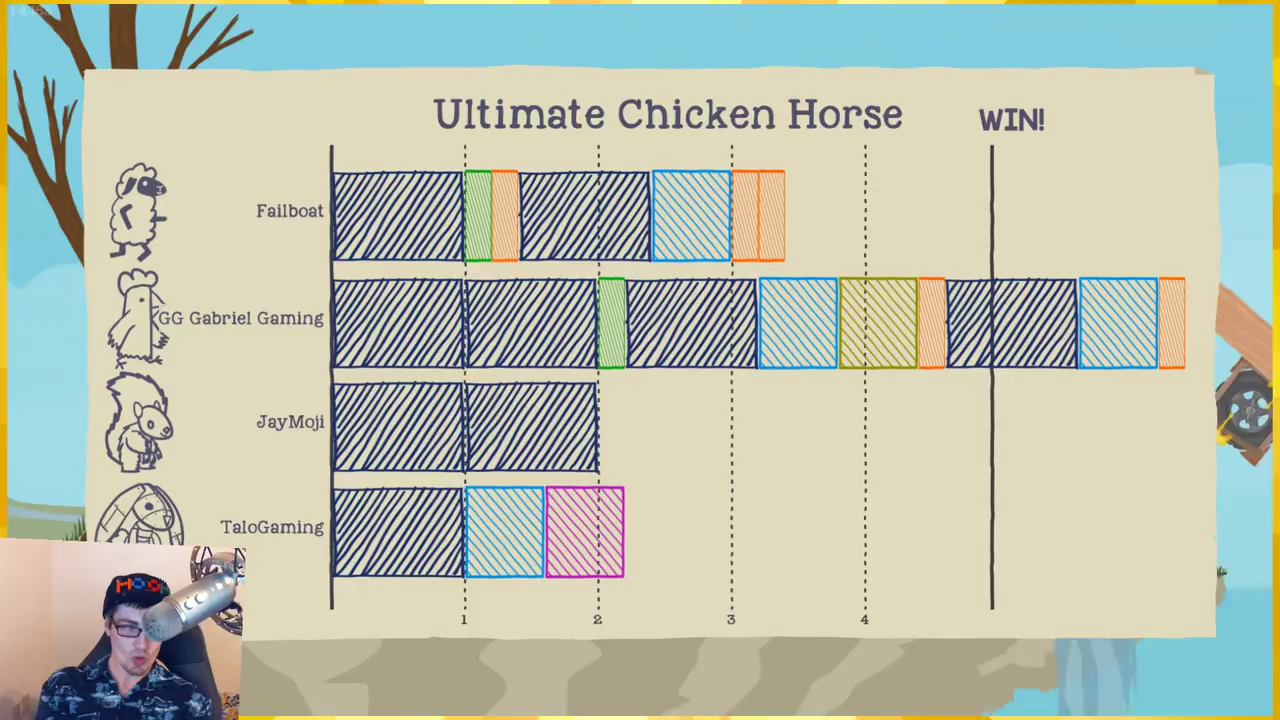 Ultimate Chicken Horse
WIN!
Failboat
GG Gabriel Gaming
JayMoji
TaloGaming
1 2 3 4